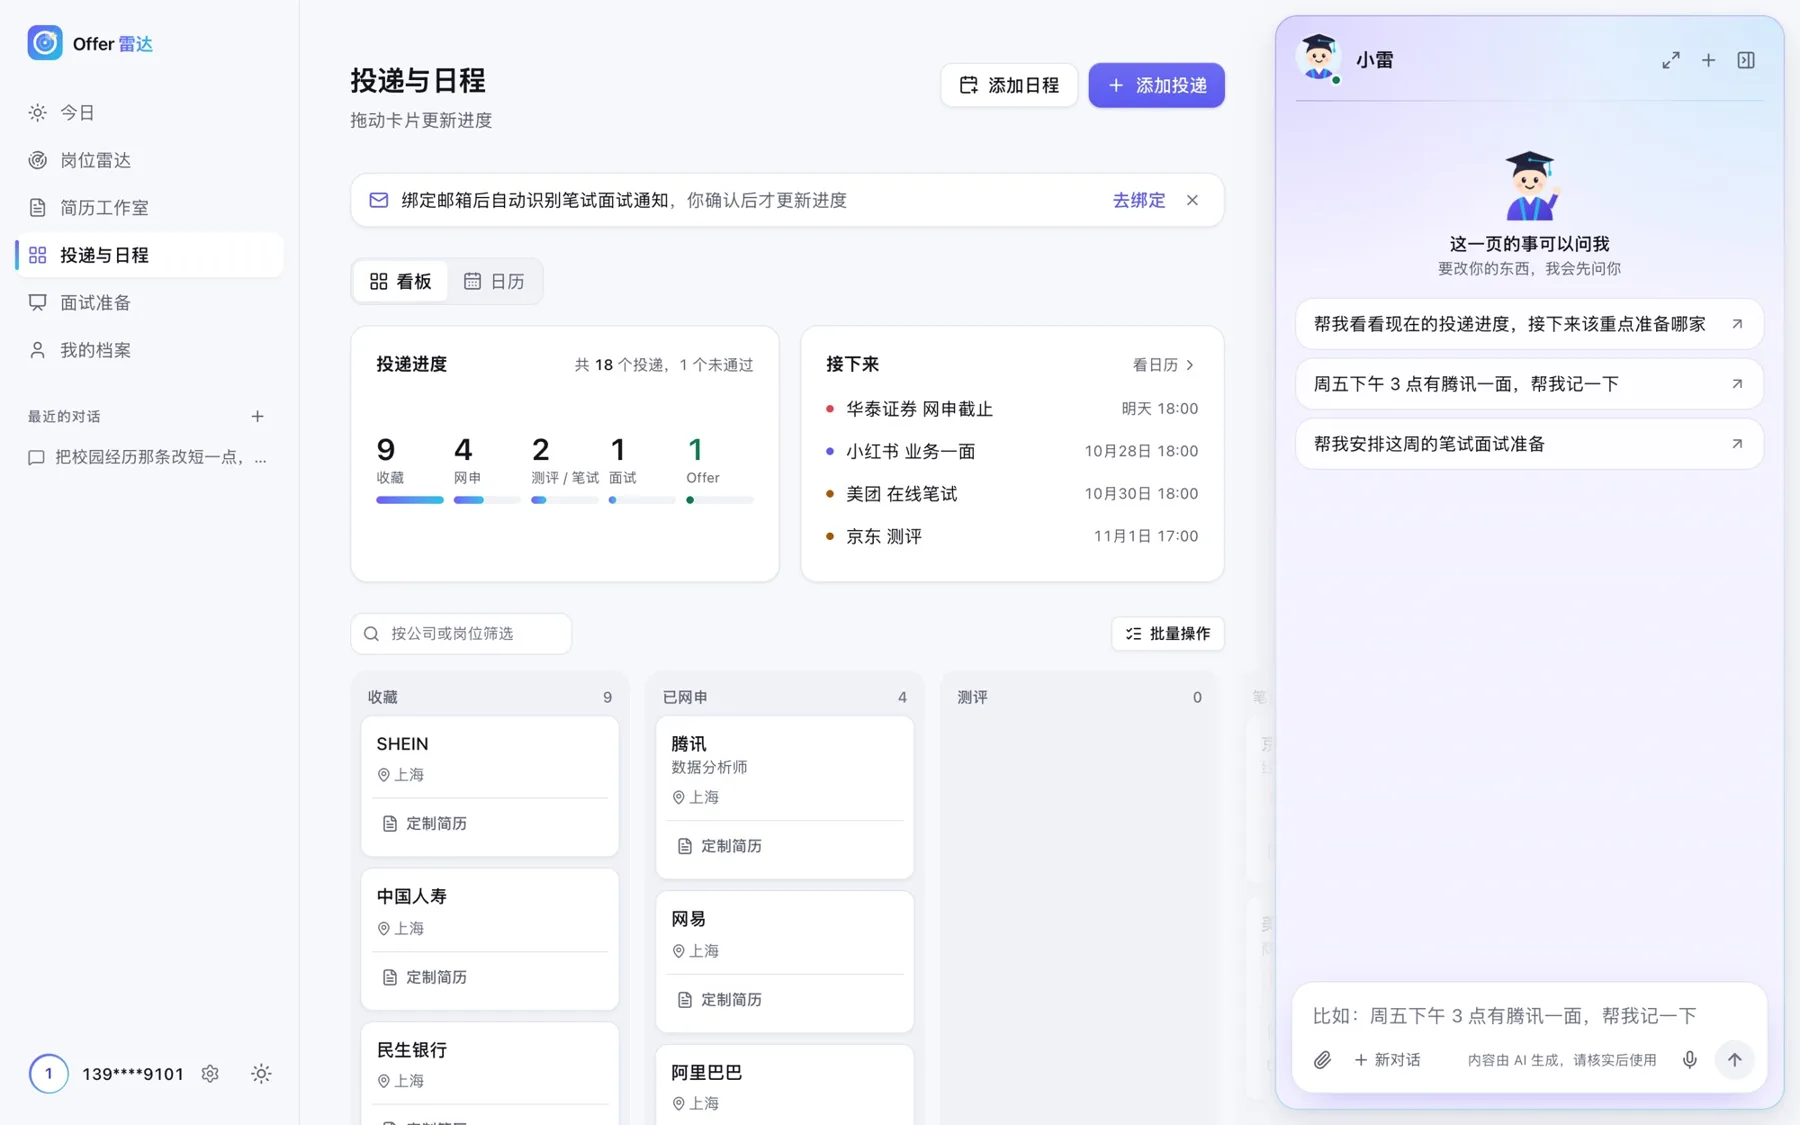 Offer 雷达
今日
岗位雷达
简历工作室
投递与日程
面试准备
我的档案
最近的对话
把校园经历那条改短一点，...
1
139****9101
投递与日程
拖动卡片更新进度
添加日程
添加投递
绑定邮箱后自动识别笔试面试通知，你确认后才更新进度
去绑定
看板
日历
投递进度
共 18 个投递，1 个未通过
9
收藏
4
网申
2
测评 / 笔试
1
面试
1
Offer
接下来
看日历
华泰证券 网申截止
明天 18:00
小红书 业务一面
10月28日 18:00
美团 在线笔试
10月30日 18:00
京东 测评
11月1日 17:00
按公司或岗位筛选
批量操作
收藏
9
SHEIN
上海
定制简历
中国人寿
上海
定制简历
民生银行
上海
已网申
4
腾讯
数据分析师
上海
定制简历
网易
上海
定制简历
阿里巴巴
上海
测评
0
小雷
这一页的事可以问我
要改你的东西，我会先问你
帮我看看现在的投递进度，接下来该重点准备哪家
周五下午 3 点有腾讯一面，帮我记一下
帮我安排这周的笔试面试准备
比如：周五下午 3 点有腾讯一面，帮我记一下
新对话
内容由 AI 生成，请核实后使用